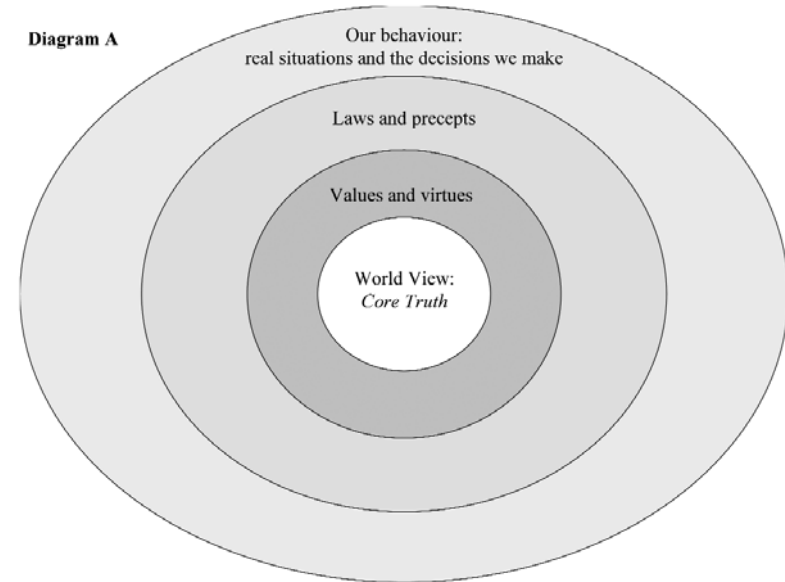 Diagram A
Our behaviour:
real situations and the decisions we make
Laws and precepts
Values and virtues
World View:
Core Truth